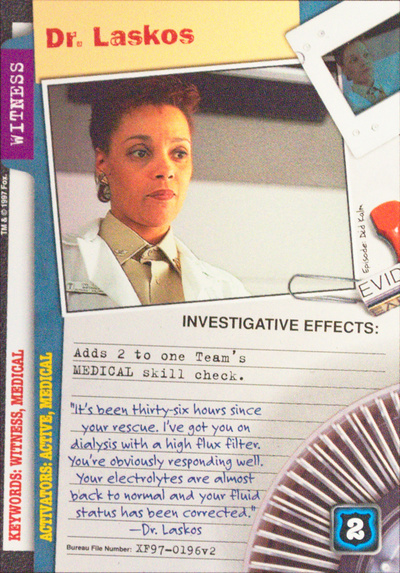 Dr. Laskos
WITNESS
TM & © 1997 Fox.
KEYWORDS: WITNESS, MEDICAL
ACTIVATORS: ACTIVE, MEDICAL
Episode: Død Kalm
EVID
INVESTIGATIVE EFFECTS:
Adds 2 to one Team's
MEDICAL skill check.
"It's been thirty-six hours since
your rescue. I've got you on
dialysis with a high flux filter.
You're obviously responding well.
Your electrolytes are almost
back to normal and your fluid
status has been corrected."
—Dr. Laskos
Bureau File Number: XF97-0196v2
2